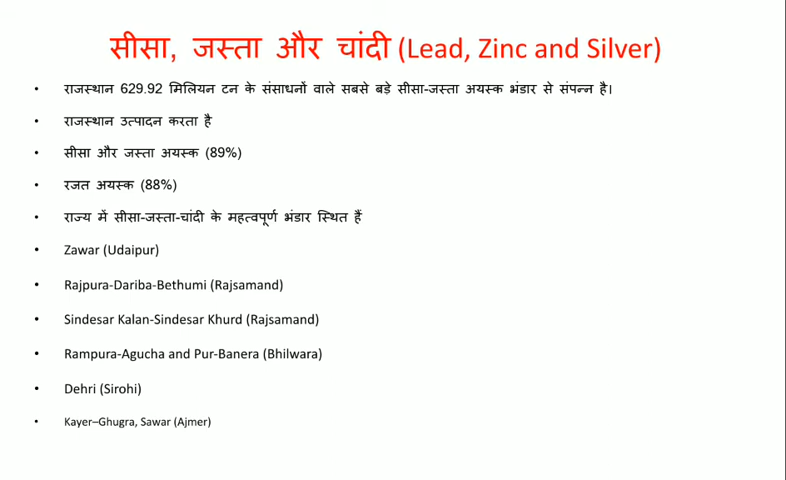 सीसा, जस्ता और चांदी (Lead, Zinc and Silver)
• राजस्थान 629.92 मिलियन टन के संसाधनों वाले सबसे बड़े सीसा-जस्ता अयस्क भंडार से संपन्न है।
• राजस्थान उत्पादन करता है
• सीसा और जस्ता अयस्क (89%)
• रजत अयस्क (88%)
• राज्य में सीसा-जस्ता-चांदी के महत्वपूर्ण भंडार स्थित हैं
• Zawar (Udaipur)
• Rajpura-Dariba-Bethumi (Rajsamand)
• Sindesar Kalan-Sindesar Khurd (Rajsamand)
• Rampura-Agucha and Pur-Banera (Bhilwara)
• Dehri (Sirohi)
• Kayer–Ghugra, Sawar (Ajmer)